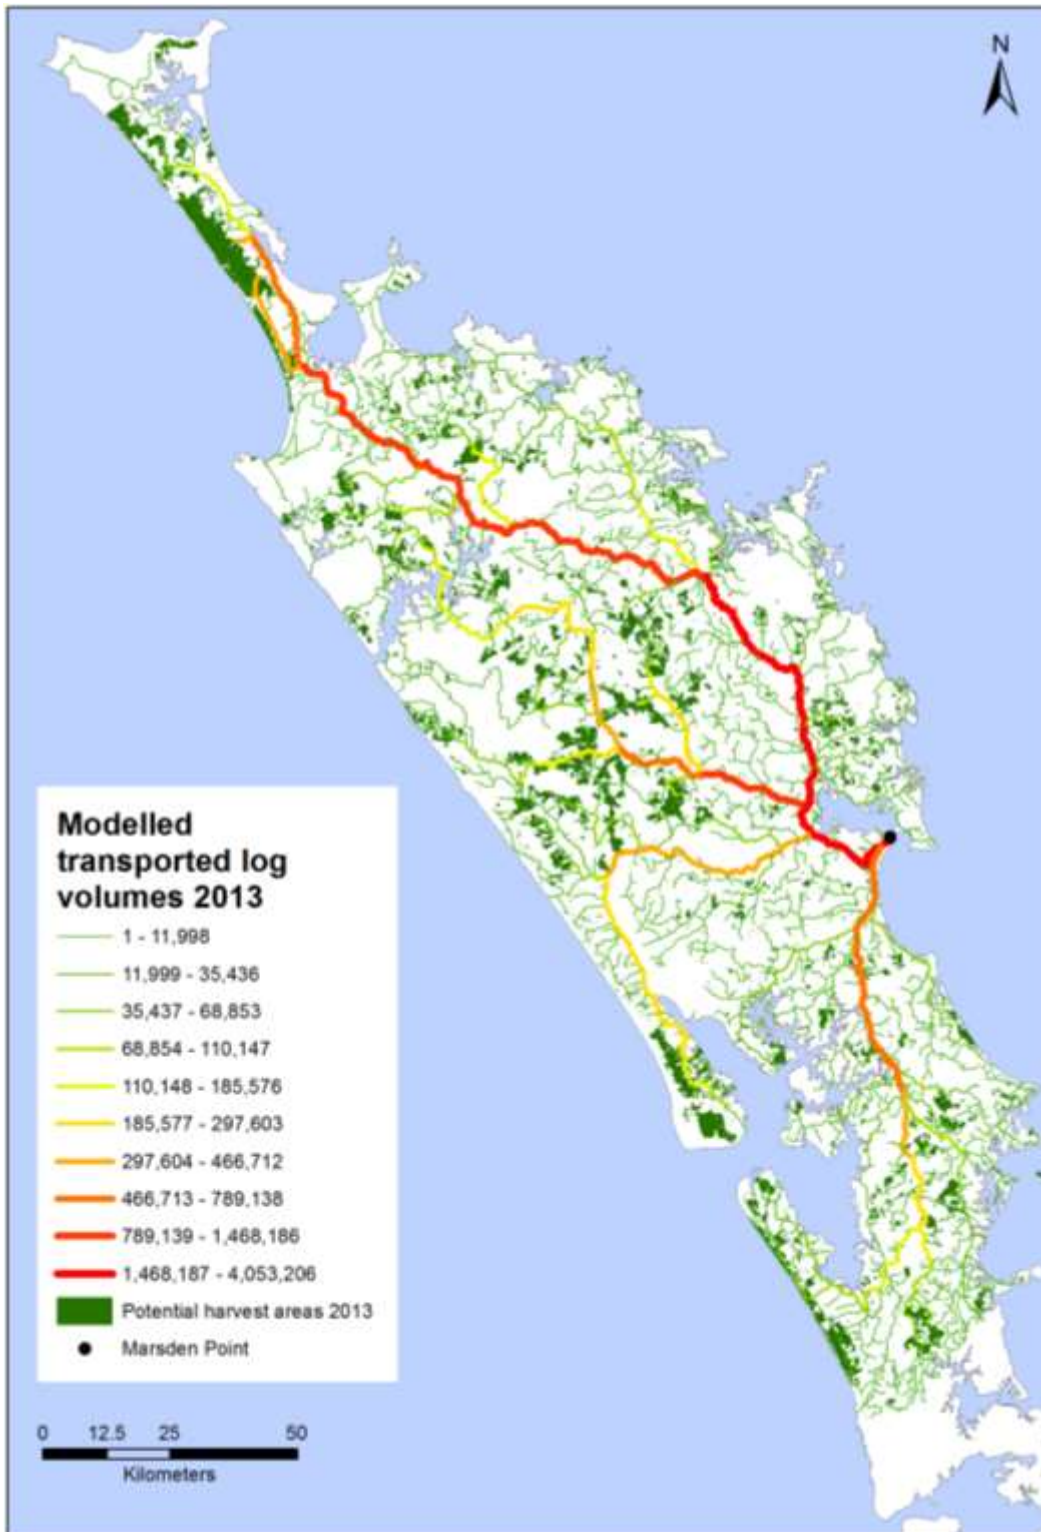 N
Modelled
transported log
volumes 2013
1 - 11,998
11,999 - 35,436
35,437 - 68,853
68,854 - 110,147
110,148 - 185,576
185,577 - 297,603
297,604 - 466,712
466,713 - 789,138
789,139 - 1,468,186
1,468,187 - 4,053,206
Potential harvest areas 2013
Marsden Point
0 12.5 25 50
Kilometers